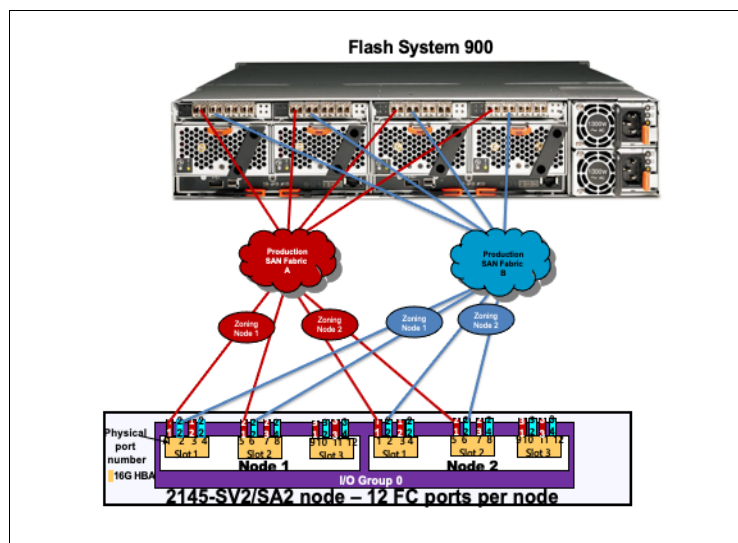 Flash System 900
Production
SAN Fabric
A
Production
SAN Fabric
B
Zoning
Node 1
Zoning
Node 2
Zoning
Node 1
Zoning
Node 2
Physical
port
number
16G HBA
1 2 3 4
5 6 7 8
9 10 11 12
1 2 3 4
5 6 7 8
9 10 11 12
Slot 1
Slot 2
Slot 3
Slot 1
Slot 2
Slot 3
Node 1
Node 2
I/O Group 0
2145-SV2/SA2 node – 12 FC ports per node